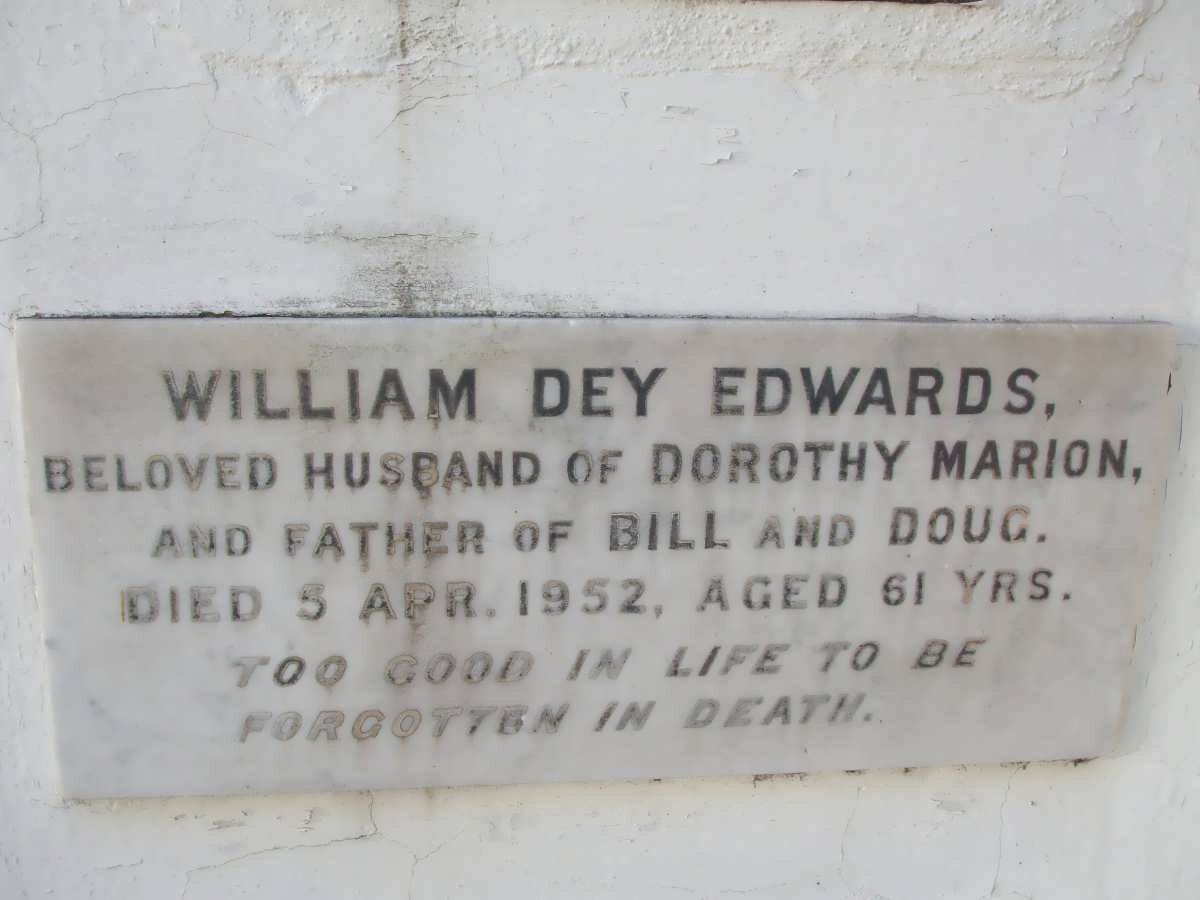 WILLIAM DEY EDWARDS,
BELOVED HUSBAND OF DOROTHY MARION,
AND FATHER OF BILL AND DOUG.
DIED 5 APR. 1952, AGED 61 YRS.
TOO GOOD IN LIFE TO BE
FORGOTTEN IN DEATH.